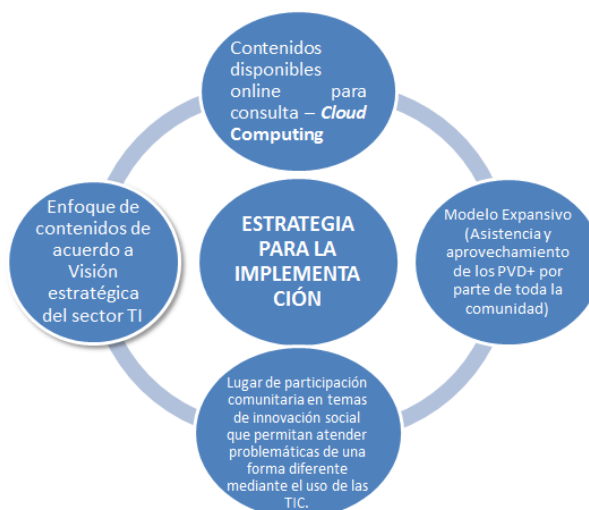 Contenidos
disponibles
online para
consulta – Cloud
Computing
Enfoque de
contenidos de
acuerdo a
Visión
estratégica
del sector TI
ESTRATEGIA
PARA LA
IMPLEMENTA
CIÓN
Modelo Expansivo
(Asistencia y
aprovechamiento
de los PVD+ por
parte de toda la
comunidad)
Lugar de participación
comunitaria en temas
de innovación social
que permitan atender
problemáticas de una
forma diferente
mediante el uso de las
TIC.